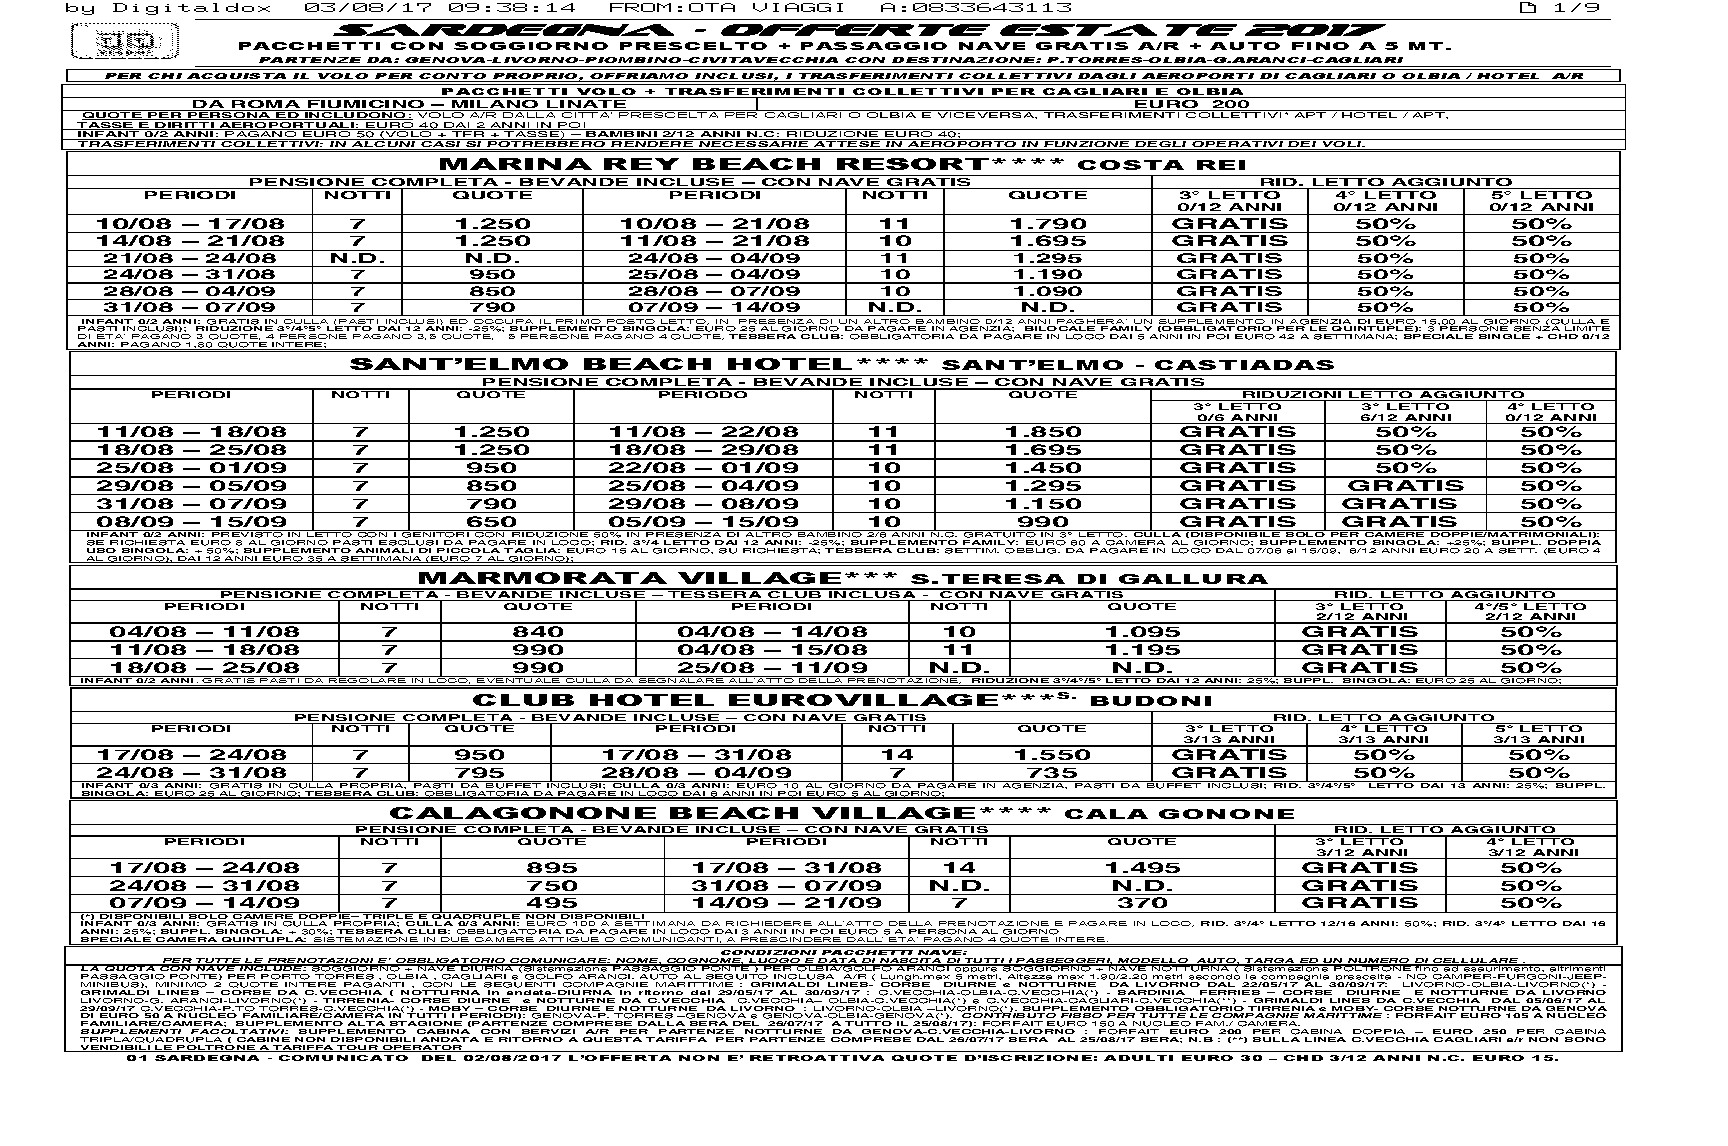 by Digitaldox 03/08/17 09:38:14 FROM:OTA VIAGGI A:0833643113 1/9
SARDEGNA - OFFERTE ESTATE 2017
PACCHETTI CON SOGGIORNO PRESCELTO + PASSAGGIO NAVE GRATIS A/R + AUTO FINO A 5 MT.
PARTENZE DA: GENOVA-LIVORNO-PIOMBINO-CIVITAVECCHIA CON DESTINAZIONE: P.TORRES-OLBIA-G.ARANCI-CAGLIARI
PER CHI ACQUISTA IL VOLO PER CONTO PROPRIO, OFFRIAMO INCLUSI, I TRASFERIMENTI COLLETTIVI DAGLI AEROPORTI DI CAGLIARI O OLBIA / HOTEL A/R
PACCHETTI VOLO + TRASFERIMENTI COLLETTIVI PER CAGLIARI E OLBIA
DA ROMA FIUMICINO – MILANO LINATE EURO 200
QUOTE PER PERSONA ED INCLUDONO: VOLO A/R DALLA CITTA' PRESCELTA PER CAGLIARI O OLBIA E VICEVERSA, TRASFERIMENTI COLLETTIVI* APT / HOTEL / APT,
TASSE E DIRITTI AEROPORTUALI: EURO 40 DAI 2 ANNI IN POI
INFANT 0/2 ANNI: PAGANO EURO 50 (VOLO + TFR + TASSE) – BAMBINI 2/12 ANNI N.C: RIDUZIONE EURO 40;
TRASFERIMENTI COLLETTIVI: IN ALCUNI CASI SI POTREBBERO RENDERE NECESSARIE ATTESE IN AEROPORTO IN FUNZIONE DEGLI OPERATIVI DEI VOLI.
MARINA REY BEACH RESORT**** COSTA REI
PENSIONE COMPLETA - BEVANDE INCLUSE – CON NAVE GRATIS RID. LETTO AGGIUNTO
PERIODI NOTTI QUOTE PERIODI NOTTI QUOTE 3° LETTO 4° LETTO 5° LETTO
0/12 ANNI 0/12 ANNI 0/12 ANNI
10/08 – 17/08 7 1.250 10/08 – 21/08 11 1.790 GRATIS 50% 50%
14/08 – 21/08 7 1.250 11/08 – 21/08 10 1.695 GRATIS 50% 50%
21/08 – 24/08 N.D. N.D. 24/08 – 04/09 11 1.295 GRATIS 50% 50%
24/08 – 31/08 7 950 25/08 – 04/09 10 1.190 GRATIS 50% 50%
28/08 – 04/09 7 850 28/08 – 07/09 10 1.090 GRATIS 50% 50%
31/08 – 07/09 7 790 07/09 – 14/09 N.D. N.D. GRATIS 50% 50%
INFANT 0/3 ANNI: GRATIS IN CULLA (PASTI INCLUSI) ED OCCUPA IL PRIMO POSTO LETTO, IN PRESENZA DI UN ALTRO BAMBINO 0/12 ANNI PAGHERA' UN SUPPLEMENTO IN AGENZIA DI EURO 15,00 AL GIORNO (CULLA E
PASTI INCLUSI); RIDUZIONE 3°/4°5° LETTO DAI 12 ANNI: -25%; SUPPLEMENTO SINGOLA: EURO 25 AL GIORNO DA PAGARE IN AGENZIA; BILOCALE FAMILY (OBBLIGATORIO PER LE QUINTUPLE): 3 PERSONE SENZA LIMITE
DI ETA' PAGANO 3 QUOTE, 4 PERSONE PAGANO 3,5 QUOTE, 5 PERSONE PAGANO 4 QUOTE, TESSERA CLUB: OBBLIGATORIA DA PAGARE IN LOCO DAI 5 ANNI IN POI EURO 42 A SETTIMANA; SPECIALE SINGLE + CHD 0/12
ANNI: PAGANO 1,80 QUOTE INTERE;
SANT'ELMO BEACH HOTEL**** SANT'ELMO - CASTIADAS
PENSIONE COMPLETA - BEVANDE INCLUSE – CON NAVE GRATIS
PERIODI NOTTI QUOTE PERIODO NOTTI QUOTE RIDUZIONI LETTO AGGIUNTO
3° LETTO 3° LETTO 4° LETTO
0/6 ANNI 6/12 ANNI 0/12 ANNI
11/08 – 18/08 7 1.250 11/08 – 22/08 11 1.850 GRATIS 50% 50%
18/08 – 25/08 7 1.250 18/08 – 29/08 11 1.695 GRATIS 50% 50%
25/08 – 01/09 7 950 22/08 – 01/09 10 1.450 GRATIS 50% 50%
29/08 – 05/09 7 850 25/08 – 04/09 10 1.295 GRATIS GRATIS 50%
31/08 – 07/09 7 790 29/08 – 08/09 10 1.150 GRATIS GRATIS 50%
08/09 – 15/09 7 650 05/09 – 15/09 10 990 GRATIS GRATIS 50%
INFANT 0/2 ANNI: PREVISTO IN LETTO CON I GENITORI CON RIDUZIONE 50% IN PRESENZA DI ALTRO BAMBINO 2/6 ANNI N.C. GRATUITO IN 3° LETTO. CULLA (DISPONIBILE SOLO PER CAMERE DOPPIE/MATRIMONIALI):
SE RICHIESTA EURO 8 AL GIORNO PASTI ESCLUSI DA PAGARE IN LOCO; RID. 3°/4 LETTO DAI 12 ANNI: -25%; SUPPLEMENTO FAMILY: EURO 60 A CAMERA AL GIORNO; SUPPLEMENTO SINGOLA: +25%; SUPPL. DOPPIA
USO SINGOLA: + 50%; SUPPLEMENTO ANIMALI DI PICCOLA TAGLIA: EURO 15 AL GIORNO, SU RICHIESTA; TESSERA CLUB: SETTIM. OBBLIG. DA PAGARE IN LOCO DAL 07/06 al 15/09, 6/12 ANNI EURO 20 A SETT. (EURO 4
AL GIORNO), DAI 12 ANNI EURO 35 A SETTIMANA (EURO 7 AL GIORNO);
MARMORATA VILLAGE*** S.TERESA DI GALLURA
PENSIONE COMPLETA - BEVANDE INCLUSE – TESSERA CLUB INCLUSA - CON NAVE GRATIS RID. LETTO AGGIUNTO
PERIODI NOTTI QUOTE PERIODI NOTTI QUOTE 3° LETTO 4°/5° LETTO
2/12 ANNI 2/12 ANNI
04/08 – 11/08 7 840 04/08 – 14/08 10 1.095 GRATIS 50%
11/08 – 18/08 7 990 04/08 – 15/08 11 1.195 GRATIS 50%
18/08 – 25/08 7 990 25/08 – 11/09 N.D. N.D. GRATIS 50%
INFANT 0/2 ANNI. GRATIS PASTI DA REGOLARE IN LOCO, EVENTUALE CULLA DA SEGNALARE ALL'ATTO DELLA PRENOTAZIONE, RIDUZIONE 3°/4°/5° LETTO DAI 12 ANNI: 25%; SUPPL. SINGOLA: EURO 25 AL GIORNO;
CLUB HOTEL EUROVILLAGE***S. BUDONI
PENSIONE COMPLETA - BEVANDE INCLUSE – CON NAVE GRATIS RID. LETTO AGGIUNTO
PERIODI NOTTI QUOTE PERIODI NOTTI QUOTE 3° LETTO 4° LETTO 5° LETTO
3/13 ANNI 3/13 ANNI 3/13 ANNI
17/08 – 24/08 7 950 17/08 – 31/08 14 1.550 GRATIS 50% 50%
24/08 – 31/08 7 795 28/08 – 04/09 7 735 GRATIS 50% 50%
INFANT 0/3 ANNI: GRATIS IN CULLA PROPRIA, PASTI DA BUFFET INCLUSI; CULLA 0/3 ANNI: EURO 10 AL GIORNO DA PAGARE IN AGENZIA, PASTI DA BUFFET INCLUSI; RID. 3°/4°/5° LETTO DAI 13 ANNI: 25%; SUPPL.
SINGOLA: EURO 25 AL GIORNO; TESSERA CLUB: OBBLIGATORIA DA PAGARE IN LOCO DAI 6 ANNI IN POI EURO 5 AL GIORNO;
CALAGONONE BEACH VILLAGE**** CALA GONONE
PENSIONE COMPLETA - BEVANDE INCLUSE – CON NAVE GRATIS RID. LETTO AGGIUNTO
PERIODI NOTTI QUOTE PERIODI NOTTI QUOTE 3° LETTO 4° LETTO
3/12 ANNI 3/12 ANNI
17/08 – 24/08 7 895 17/08 – 31/08 14 1.495 GRATIS 50%
24/08 – 31/08 7 750 31/08 – 07/09 N.D. N.D. GRATIS 50%
07/09 – 14/09 7 495 14/09 – 21/09 7 370 GRATIS 50%
(*) DISPONIBILI SOLO CAMERE DOPPIE– TRIPLE E QUADRUPLE NON DISPONIBILI
INFANT 0/3 ANNI: GRATIS IN CULLA PROPRIA; CULLA 0/3 ANNI: EURO 100 A SETTIMANA DA RICHIEDERE ALL'ATTO DELLA PRENOTAZIONE E PAGARE IN LOCO, RID. 3°/4° LETTO 12/16 ANNI: 50%; RID. 3°/4° LETTO DAI 16
ANNI: 25%; SUPPL. SINGOLA: + 30%; TESSERA CLUB: OBBLIGATORIA DA PAGARE IN LOCO DAI 3 ANNI IN POI EURO 5 A PERSONA AL GIORNO
SPECIALE CAMERA QUINTUPLA: SISTEMAZIONE IN DUE CAMERE ATTIGUE O COMUNICANTI, A PRESCINDERE DALL'ETA' PAGANO 4 QUOTE INTERE.
CONDIZIONI PACCHETTI NAVE:
PER TUTTE LE PRENOTAZIONI E' OBBLIGATORIO COMUNICARE: NOME, COGNOME, LUOGO E DATA DI NASCITA DI TUTTI I PASSEGGERI, MODELLO AUTO, TARGA ED UN NUMERO DI CELLULARE .
LA QUOTA CON NAVE INCLUDE: SOGGIORNO + NAVE DIURNA (Sistemazione PASSAGGIO PONTE ) PER OLBIA/GOLFO ARANCI oppure SOGGIORNO + NAVE NOTTURNA ( Sistemazione POLTRONE fino ad esaurimento, altrimenti
PASSAGGIO PONTE) PER PORTO TORRES , OLBIA , CAGLIARI e GOLFO ARANCI. AUTO AL SEGUITO INCLUSA .A/R ( Lungh.max 5 metri, Altezza max 1.90/2.20 metri secondo le compagnie prescelte - NO CAMPER-FURGONI-JEEP-
MINIBUS), MINIMO 2 QUOTE INTERE PAGANTI , CON LE SEGUENTI COMPAGNIE MARITTIME : GRIMALDI LINES- CORSE DIURNE e NOTTURNE DA LIVORNO DAL 22/05/17 AL 30/09/17: LIVORNO-OLBIA-LIVORNO(*) -
GRIMALDI LINES – CORSE DA C.VECCHIA ( NOTTURNA in andata-DIURNA in ritorno dal 29/05/17 AL 30/09/17 : C.VECCHIA-OLBIA-C.VECCHIA(*) - SARDINIA FERRIES – CORSE DIURNE E NOTTURNE DA LIVORNO
LIVORNO-G. ARANCI-LIVORNO(*) - TIRRENIA- CORSE DIURNE e NOTTURNE DA C.VECCHIA C.VECCHIA– OLBIA-C.VECCHIA(*) e C.VECCHIA-CAGLIARI-C.VECCHIA(**) - GRIMALDI LINES DA C.VECCHIA DAL 05/06/17 AL
29/09/17 C.VECCHIA-P.TO TORRES-C.VECCHIA(*) - MOBY – CORSE DIURNE E NOTTURNE DA LIVORNO : LIVORNO-OLBIA –LIVORNO(*). SUPPLEMENTO OBBLIGATORIO TIRRENIA e MOBY- CORSE NOTTURNE DA GENOVA
DI EURO 50 A NUCLEO FAMILIARE/CAMERA IN TUTTI I PERIODI): GENOVA-P. TORRES –GENOVA e GENOVA-OLBIA-GENOVA(*). CONTRIBUTO FISSO PER TUTTE LE COMPAGNIE MARITTIME : FORFAIT EURO 105 A NUCLEO
FAMILIARE/CAMERA; SUPPLEMENTO ALTA STAGIONE (PARTENZE COMPRESE DALLA SERA DEL 26/07/17 A TUTTO IL 25/08/17): FORFAIT EURO 150 A NUCLEO FAM./ CAMERA.
SUPPLEMENTI FACOLTATIVI: SUPPLEMENTO CABINA CON SERVIZI A/R PER PARTENZE NOTTURNE DA GENOVA-C.VECCHIA-LIVORNO : FORFAIT EURO 200 PER CABINA DOPPIA – EURO 250 PER CABINA
TRIPLA/QUADRUPLA ( CABINE NON DISPONIBILI ANDATA E RITORNO A QUESTA TARIFFA PER PARTENZE COMPRESE DAL 26/07/17 SERA AL 25/08/17 SERA; N.B : (**) SULLA LINEA C.VECCHIA CAGLIARI a/r NON SONO
VENDIBILI LE POLTRONE A TARIFFA TOUR OPERATOR
01 SARDEGNA - COMUNICATO DEL 02/08/2017 L'OFFERTA NON E' RETROATTIVA QUOTE D'ISCRIZIONE: ADULTI EURO 30 – CHD 3/12 ANNI N.C. EURO 15.